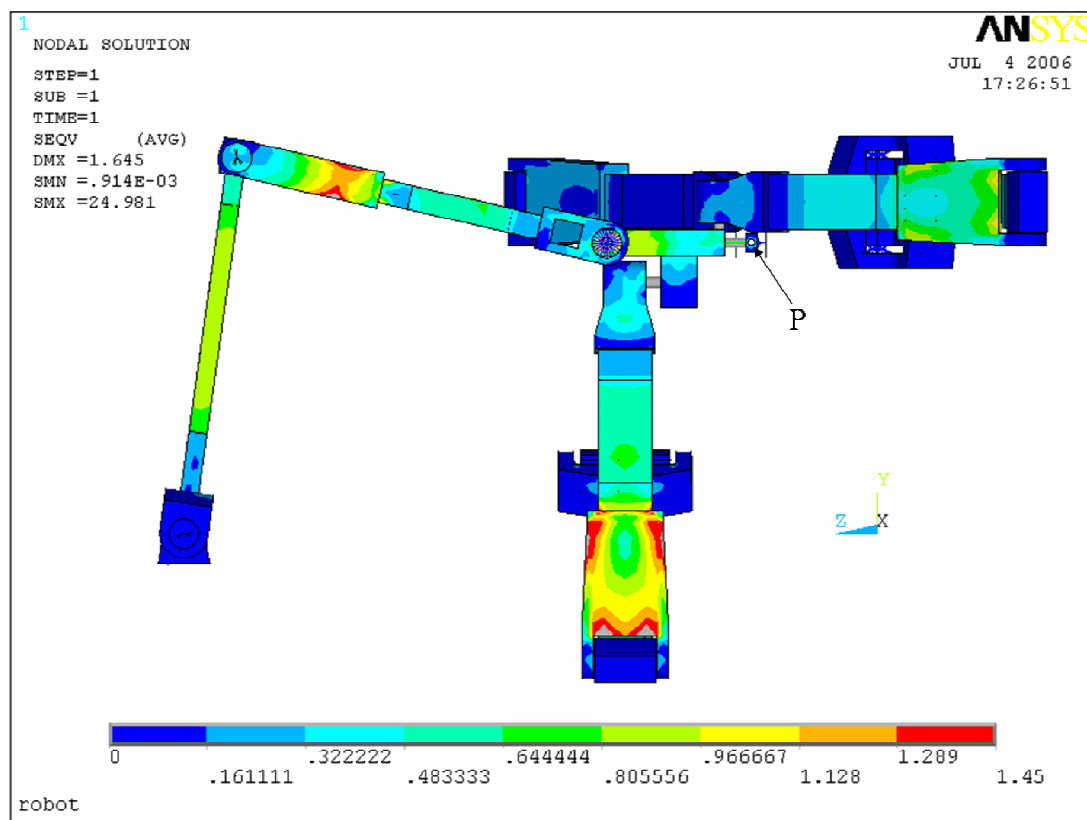 1
NODAL SOLUTION
STEP=1
SUB =1
TIME=1
SEQV (AVG)
DMX =1.645
SMN =.914E-03
SMX =24.981
ANSYS
JUL 4 2006
17:26:51
P
Y
Z X
0 .322222 .644444 .966667 1.289
.161111 .483333 .805556 1.128 1.45
robot